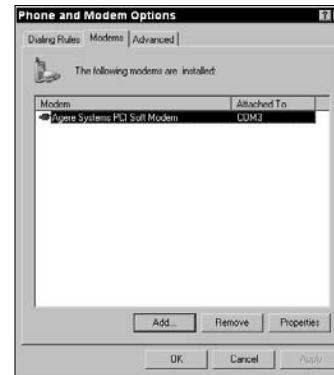 Phone and Modem Options
Dialing Rules Modems Advanced
The following modems are installed:
Modem Attached To
Agere Systems PCI Soft Modem COM3
Add... Remove Properties
OK Cancel Apply